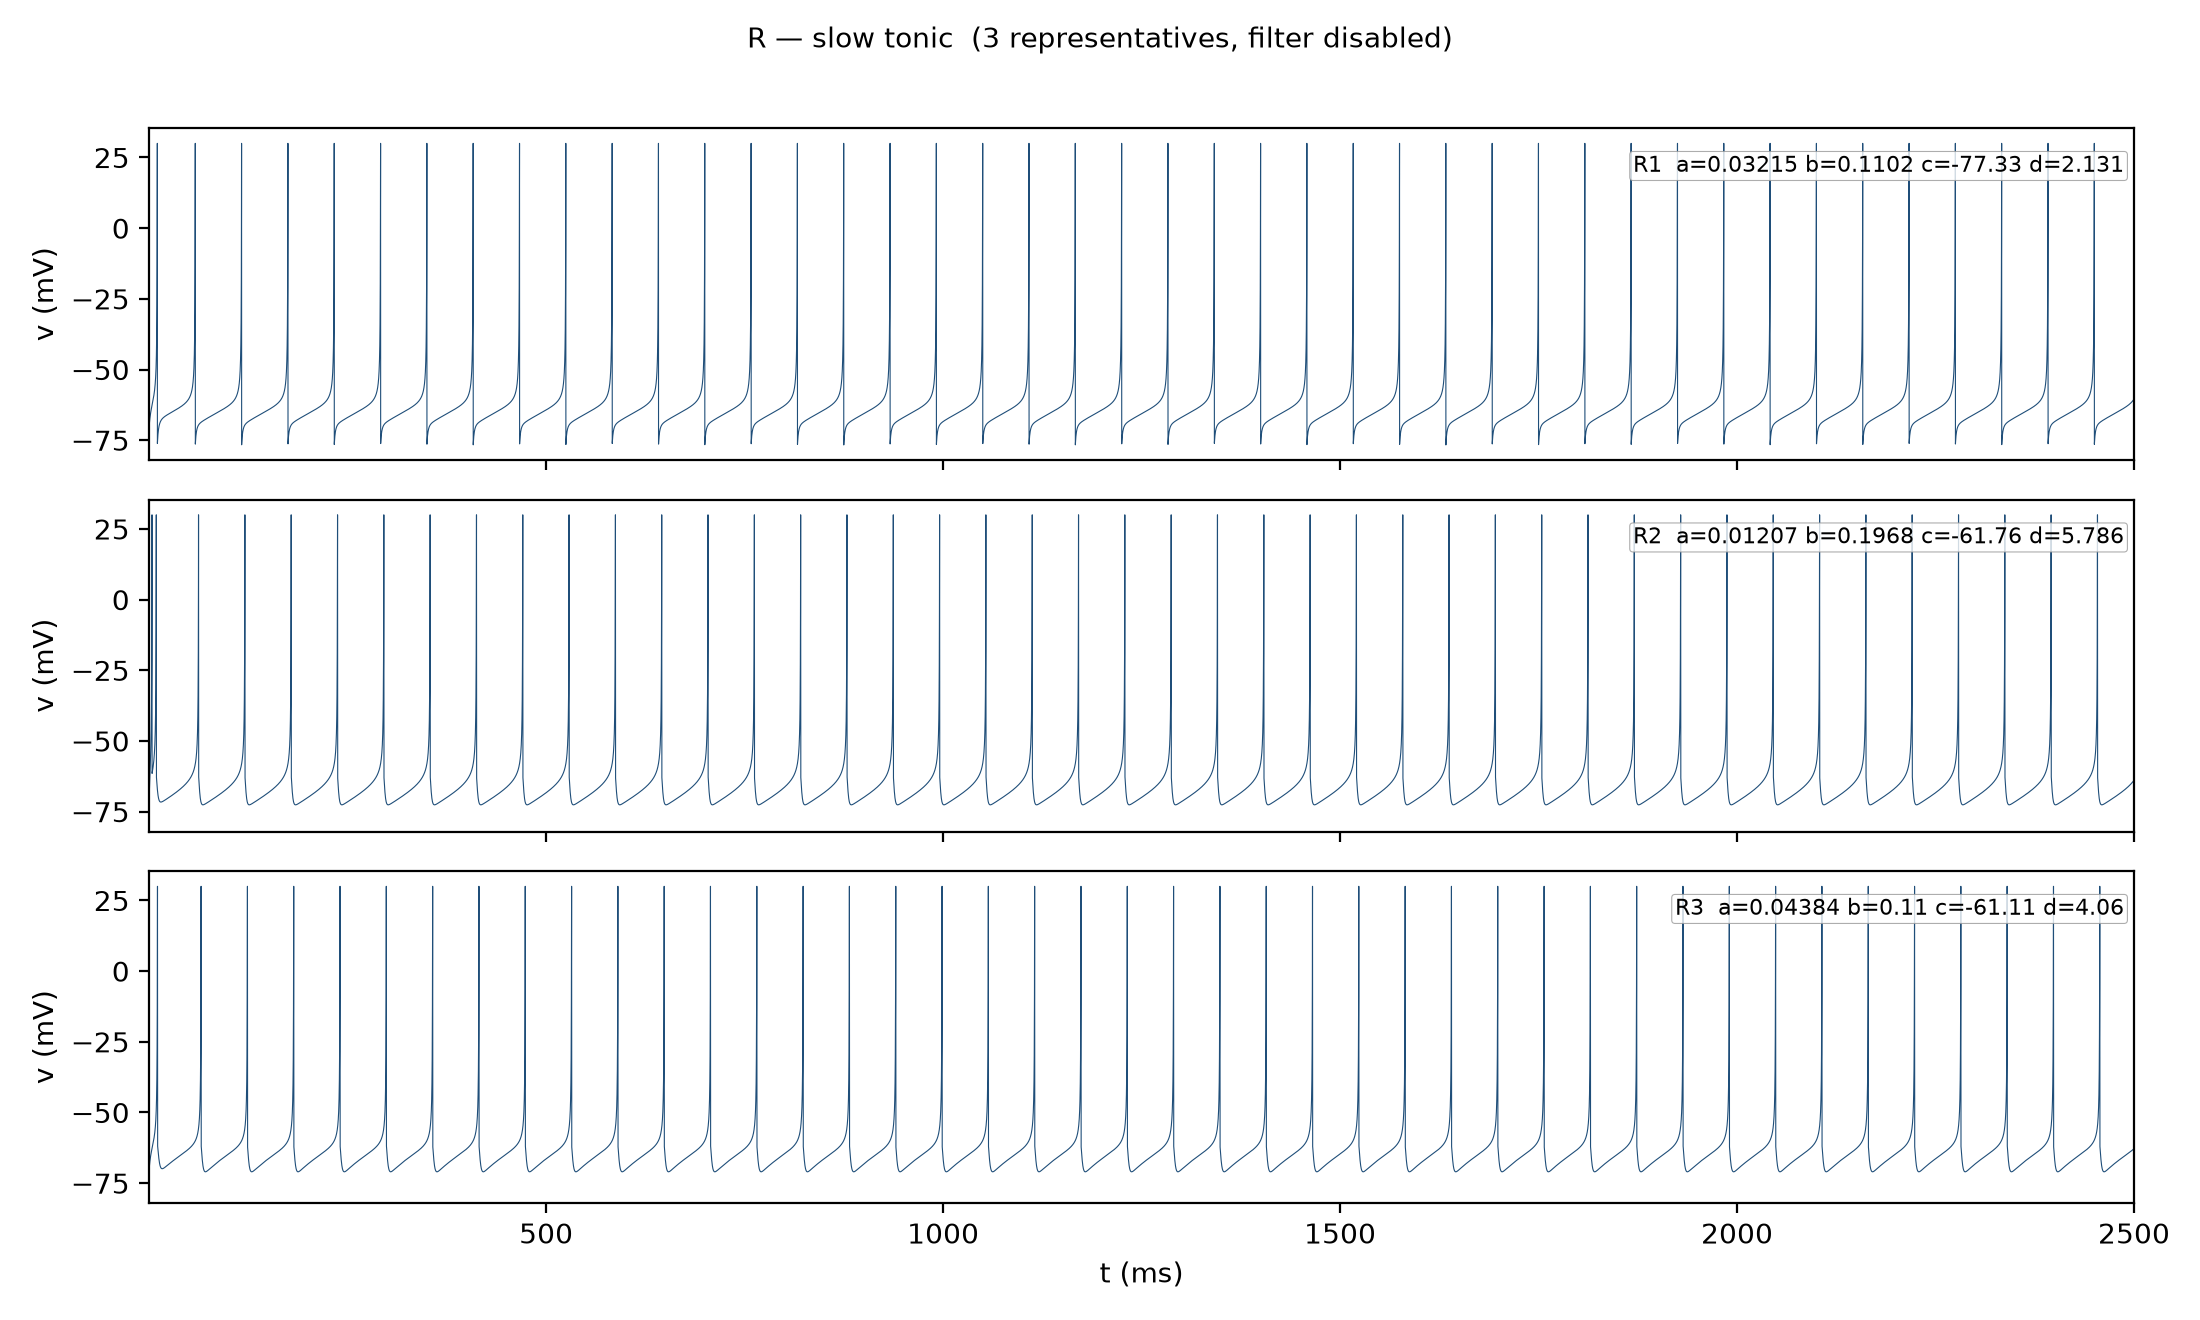 R — slow tonic (3 representatives, filter disabled)
25
0
−25
−50
−75
v (mV)
R1 a=0.03215 b=0.1102 c=-77.33 d=2.131
25
0
−25
−50
−75
v (mV)
R2 a=0.01207 b=0.1968 c=-61.76 d=5.786
25
0
−25
−50
−75
v (mV)
R3 a=0.04384 b=0.11 c=-61.11 d=4.06
500 1000 1500 2000 2500
t (ms)